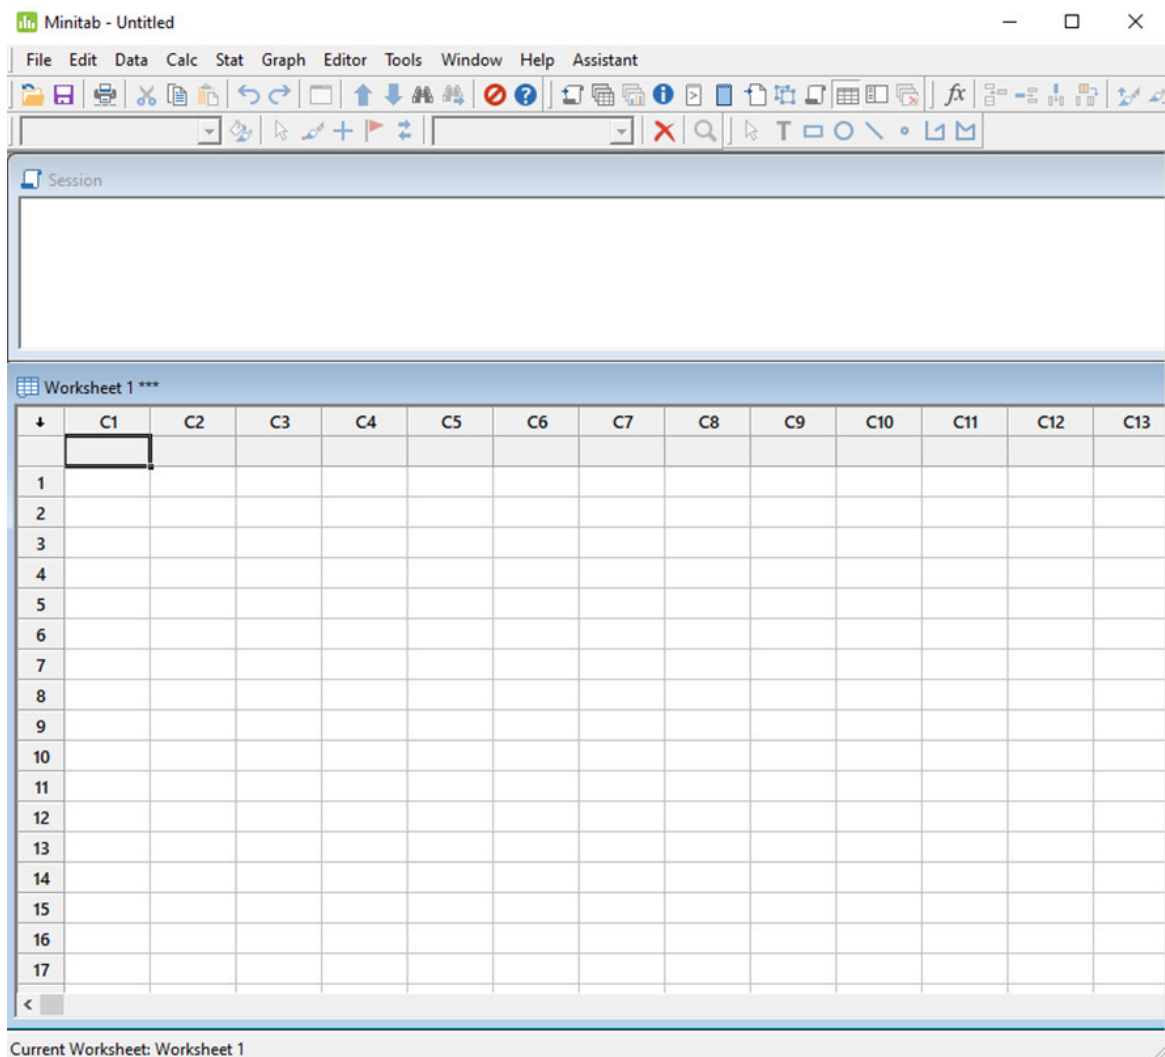 Minitab - Untitled
File Edit Data Calc Stat Graph Editor Tools Window Help Assistant
fx
T
Session
Worksheet 1 ***
C1 C2 C3 C4 C5 C6 C7 C8 C9 C10 C11 C12 C13
1
2
3
4
5
6
7
8
9
10
11
12
13
14
15
16
17
Current Worksheet: Worksheet 1